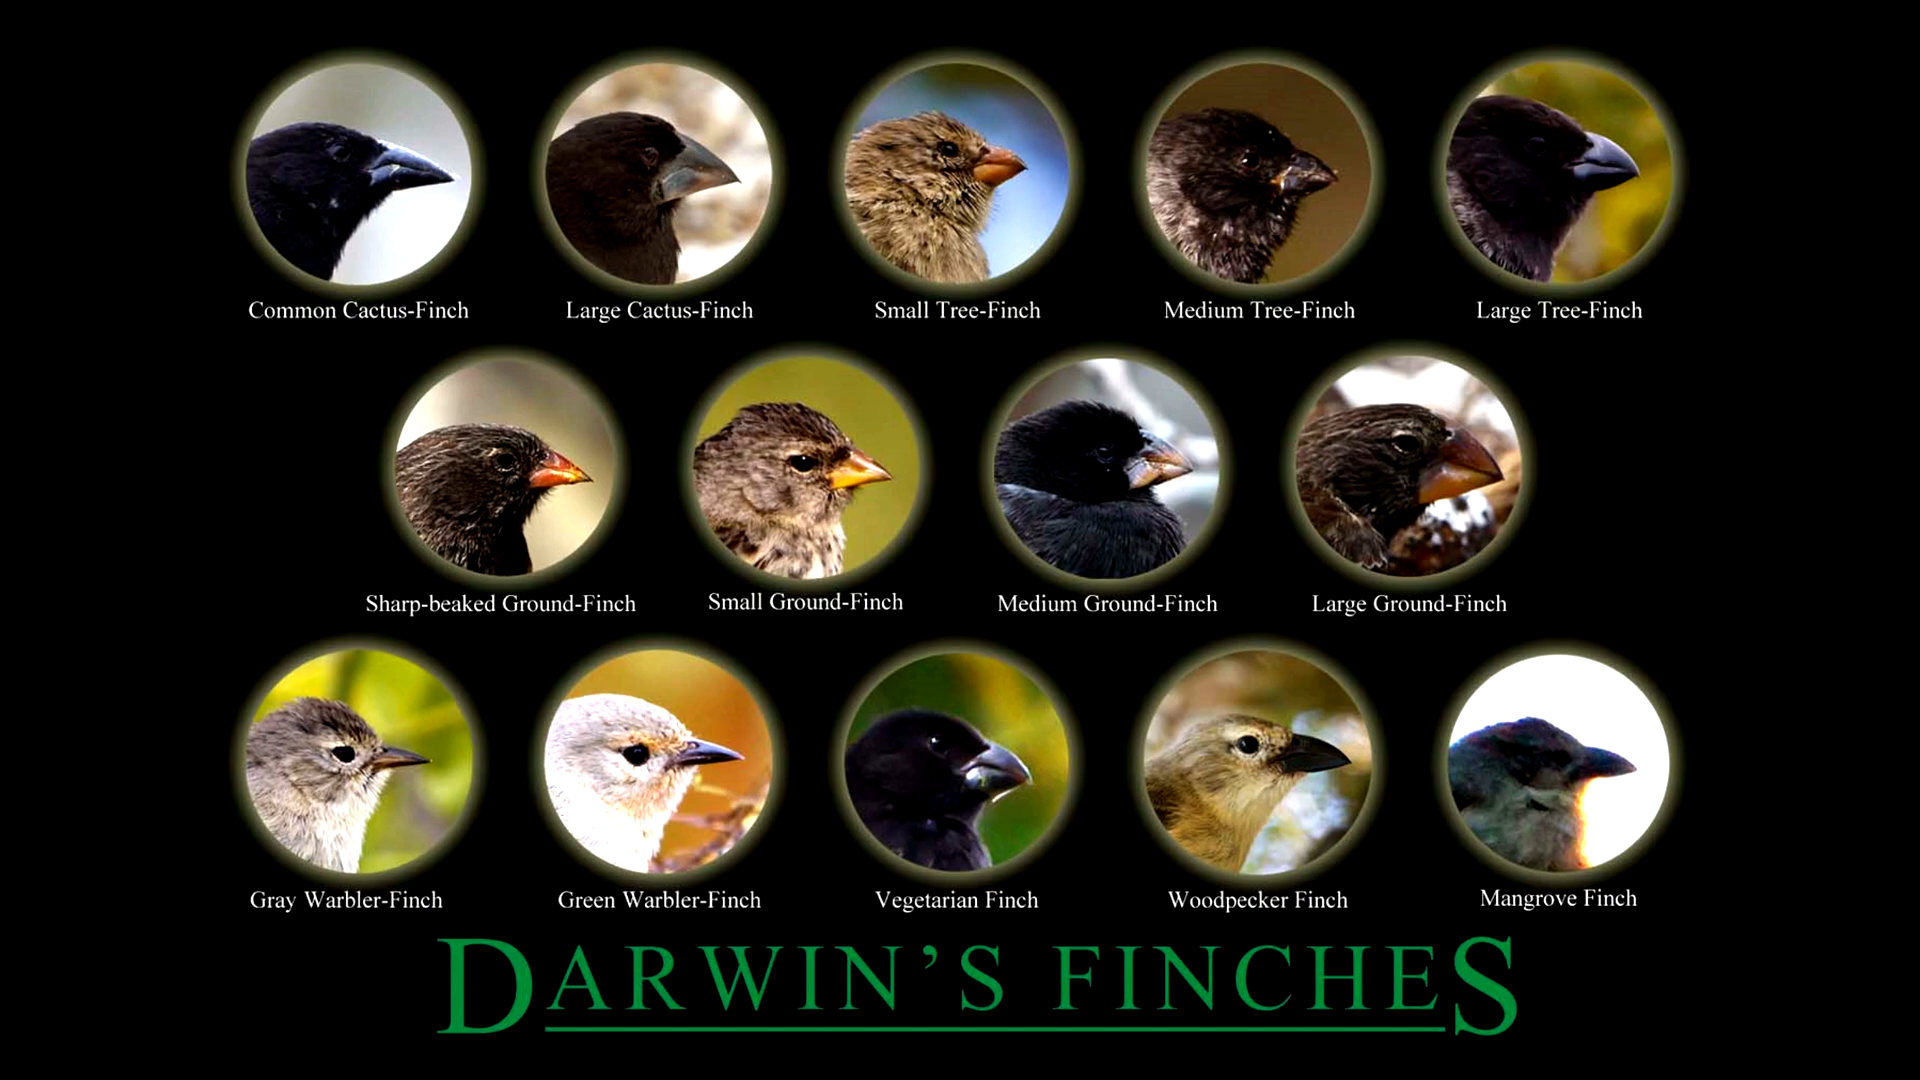 Common Cactus-Finch
Large Cactus-Finch
Small Tree-Finch
Medium Tree-Finch
Large Tree-Finch
Sharp-beaked Ground-Finch
Small Ground-Finch
Medium Ground-Finch
Large Ground-Finch
Gray Warbler-Finch
Green Warbler-Finch
Vegetarian Finch
Woodpecker Finch
Mangrove Finch
DARWIN’S FINCHES